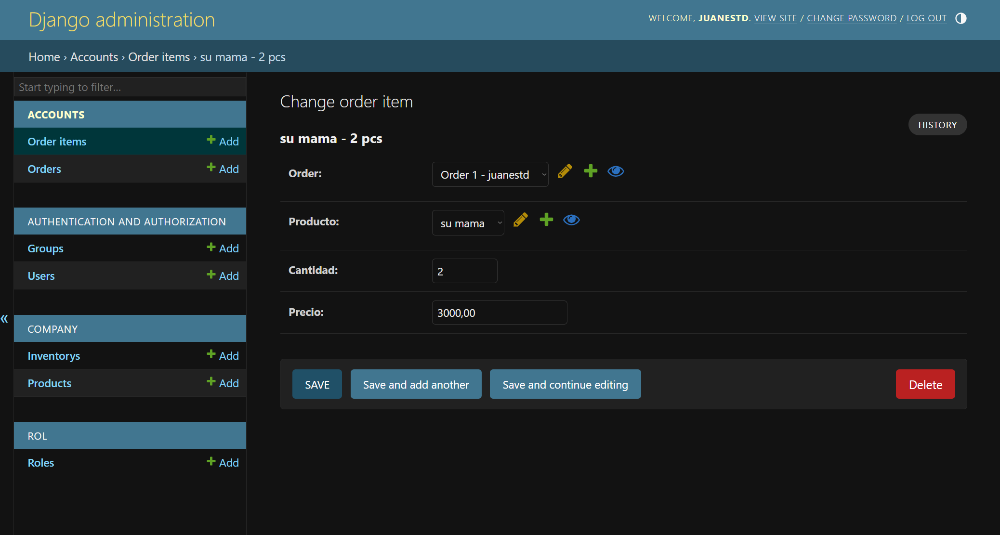 Django administration
WELCOME, JUANESTD. VIEW SITE / CHANGE PASSWORD / LOG OUT
Home › Accounts › Order items › su mama - 2 pcs
Start typing to filter...
ACCOUNTS
Order items Add
Orders Add
AUTHENTICATION AND AUTHORIZATION
Groups Add
Users Add
COMPANY
Inventorys Add
Products Add
ROL
Roles Add
«
Change order item
HISTORY
su mama - 2 pcs
Order: Order 1 - juanestd
Producto: su mama
Cantidad: 2
Precio: 3000,00
SAVE Save and add another Save and continue editing Delete